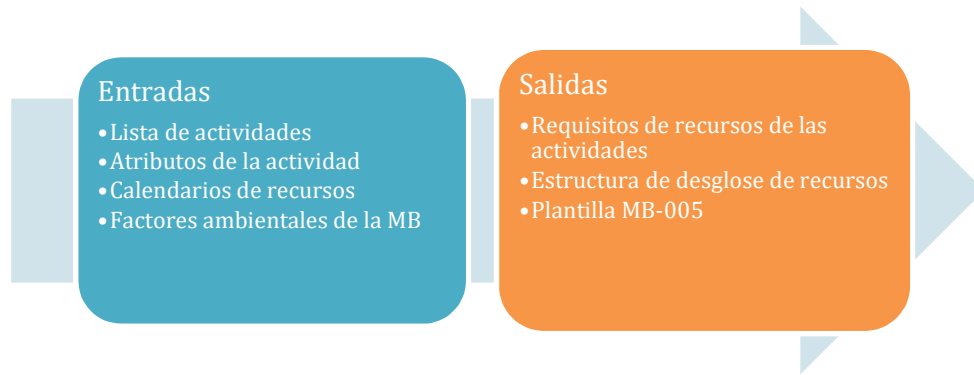 Entradas
•Lista de actividades
•Atributos de la actividad
•Calendarios de recursos
•Factores ambientales de la MB
Salidas
•Requisitos de recursos de las
actividades
•Estructura de desglose de recursos
•Plantilla MB-005